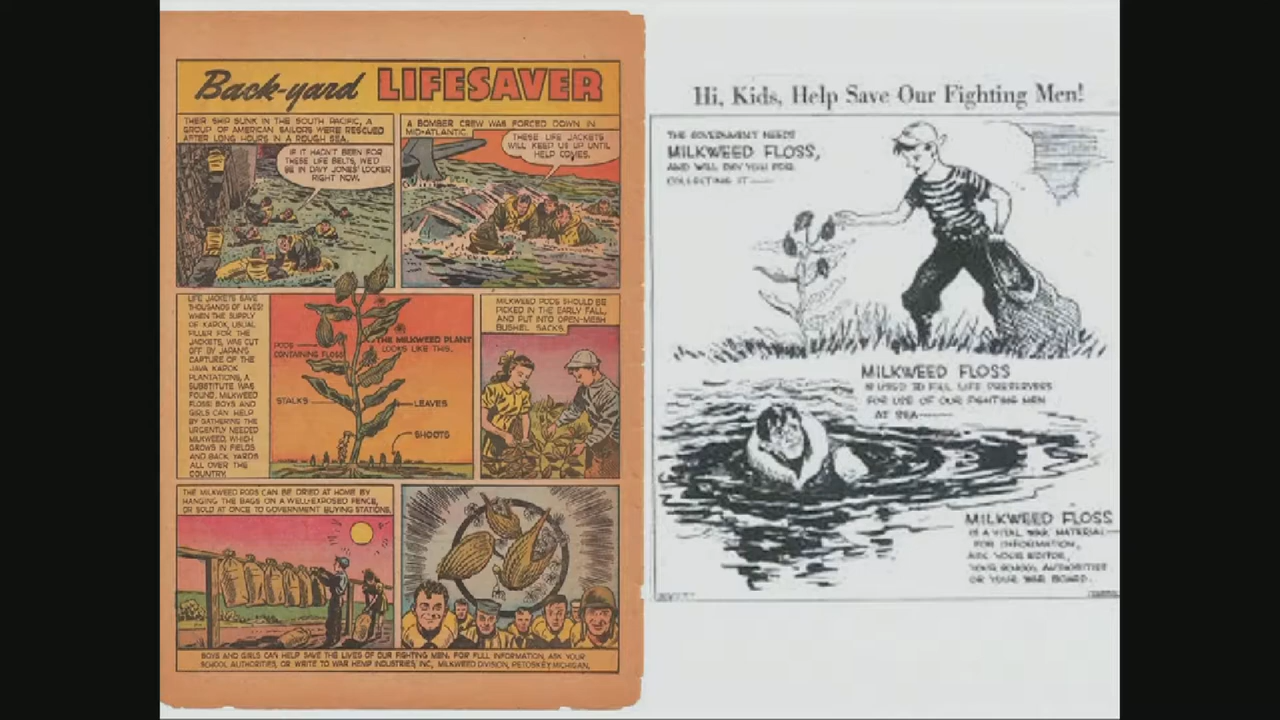 Back-yard LIFESAVER
THEIR SHIP SUNK IN THE SOUTH PACIFIC, A
GROUP OF AMERICAN SAILORS WERE RESCUED
AFTER LONG HOURS IN A ROUGH SEA.
IF IT HADN'T BEEN FOR
THESE LIFE BELTS, WE'D
BE IN DAVY JONES' LOCKER
RIGHT NOW.
A BOMBER CREW WAS FORCED DOWN IN
MID-ATLANTIC.
THESE LIFE JACKETS
WILL KEEP US UP UNTIL
HELP COMES.
LIFE JACKETS SAVE
THOUSANDS OF LIVES!
WHEN THE SUPPLY
OF KAPOK, USUAL
FILLER FOR THE
JACKETS, WAS CUT
OFF BY JAPAN'S
CAPTURE OF THE
JAVA KAPOK
PLANTATIONS, A
SUBSTITUTE WAS
FOUND, MILKWEED
FLOSS! BOYS AND
GIRLS CAN HELP
BY GATHERING THE
URGENTLY NEEDED
MILKWEED, WHICH
GROWS IN FIELDS
AND BACK YARDS
ALL OVER THE
COUNTRY.
PODS
CONTAINING FLOSS
THE MILKWEED PLANT
LOOKS LIKE THIS.
STALKS
LEAVES
SHOOTS
MILKWEED PODS SHOULD BE
PICKED IN THE EARLY FALL,
AND PUT INTO OPEN-MESH
BUSHEL SACKS.
THE MILKWEED PODS CAN BE DRIED AT HOME BY
HANGING THE BAGS ON A WELL-EXPOSED FENCE,
OR SOLD AT ONCE TO GOVERNMENT BUYING STATIONS.
BOYS AND GIRLS CAN HELP SAVE THE LIVES OF OUR FIGHTING MEN. FOR FULL INFORMATION, ASK YOUR
SCHOOL AUTHORITIES, OR WRITE TO WAR HEMP INDUSTRIES, INC., MILKWEED DIVISION, PETOSKEY, MICHIGAN.
Hi, Kids, Help Save Our Fighting Men!
THE GOVERNMENT NEEDS
MILKWEED FLOSS,
AND WILL PAY YOU FOR
COLLECTING IT——
MILKWEED FLOSS
IS USED TO FILL LIFE PRESERVERS
FOR USE OF OUR FIGHTING MEN
AT SEA——
MILKWEED FLOSS
IS A VITAL WAR MATERIAL—
FOR INFORMATION,
ASK YOUR EDITOR,
YOUR SCHOOL AUTHORITIES
OR YOUR WAR BOARD.